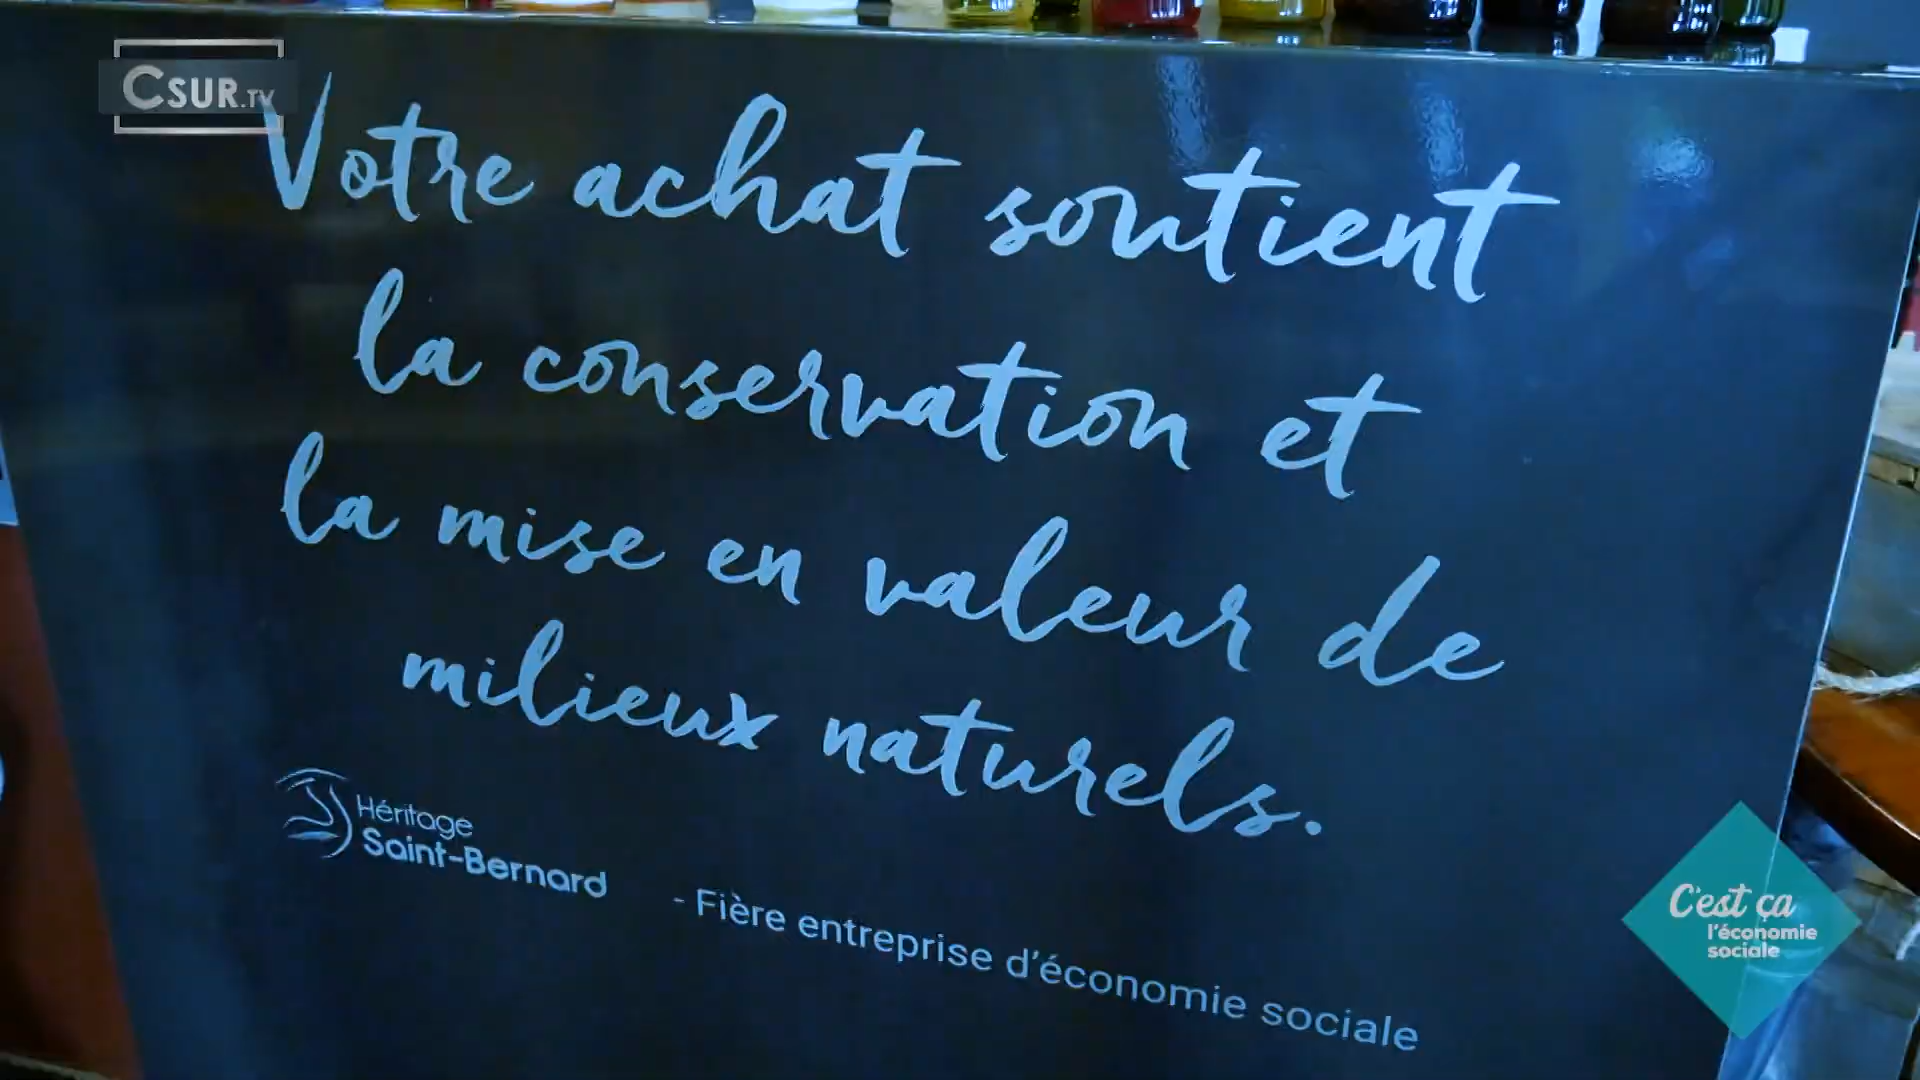 CSUR.TV
Votre achat soutient
la conservation et
la mise en valeur de
milieux naturels.
Héritage
Saint-Bernard
- Fière entreprise d'économie sociale
C'est ça
l'économie
sociale